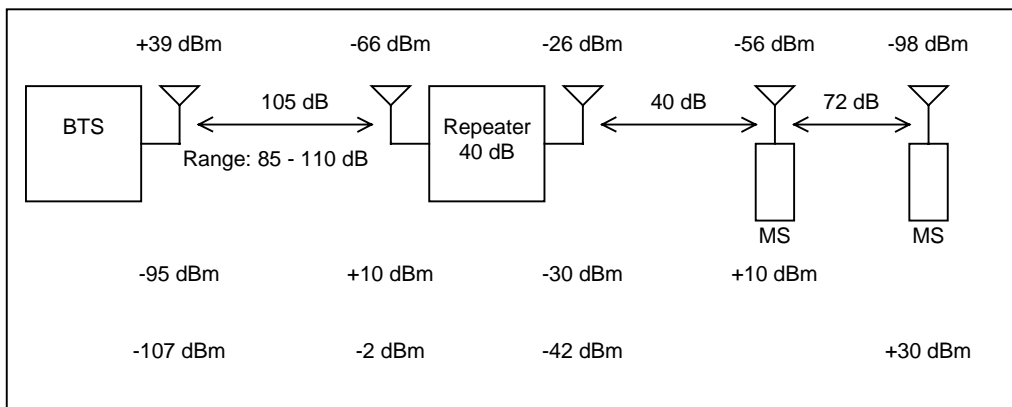 +39 dBm -66 dBm -26 dBm -56 dBm -98 dBm
BTS 105 dB Repeater 40 dB 72 dB
Range: 85 - 110 dB 40 dB
MS MS
-95 dBm +10 dBm -30 dBm +10 dBm
-107 dBm -2 dBm -42 dBm +30 dBm